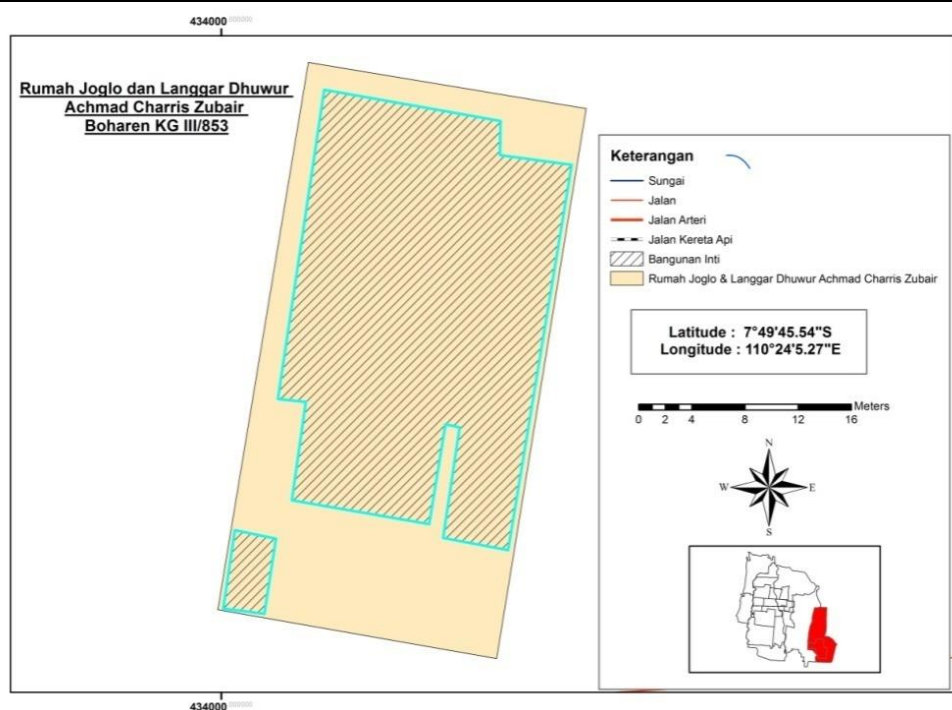 434000
Rumah Joglo dan Langgar Dhuwur
Achmad Charris Zubair
Boharen KG III/853
Keterangan
Sungai
Jalan
Jalan Arteri
Jalan Kereta Api
Bangunan Inti
Rumah Joglo & Langgar Dhuwur Achmad Charris Zubair
Latitude : 7°49'45.54"S
Longitude : 110°24'5.27"E
Meters
0 2 4 8 12 16
N
W E
S
434000